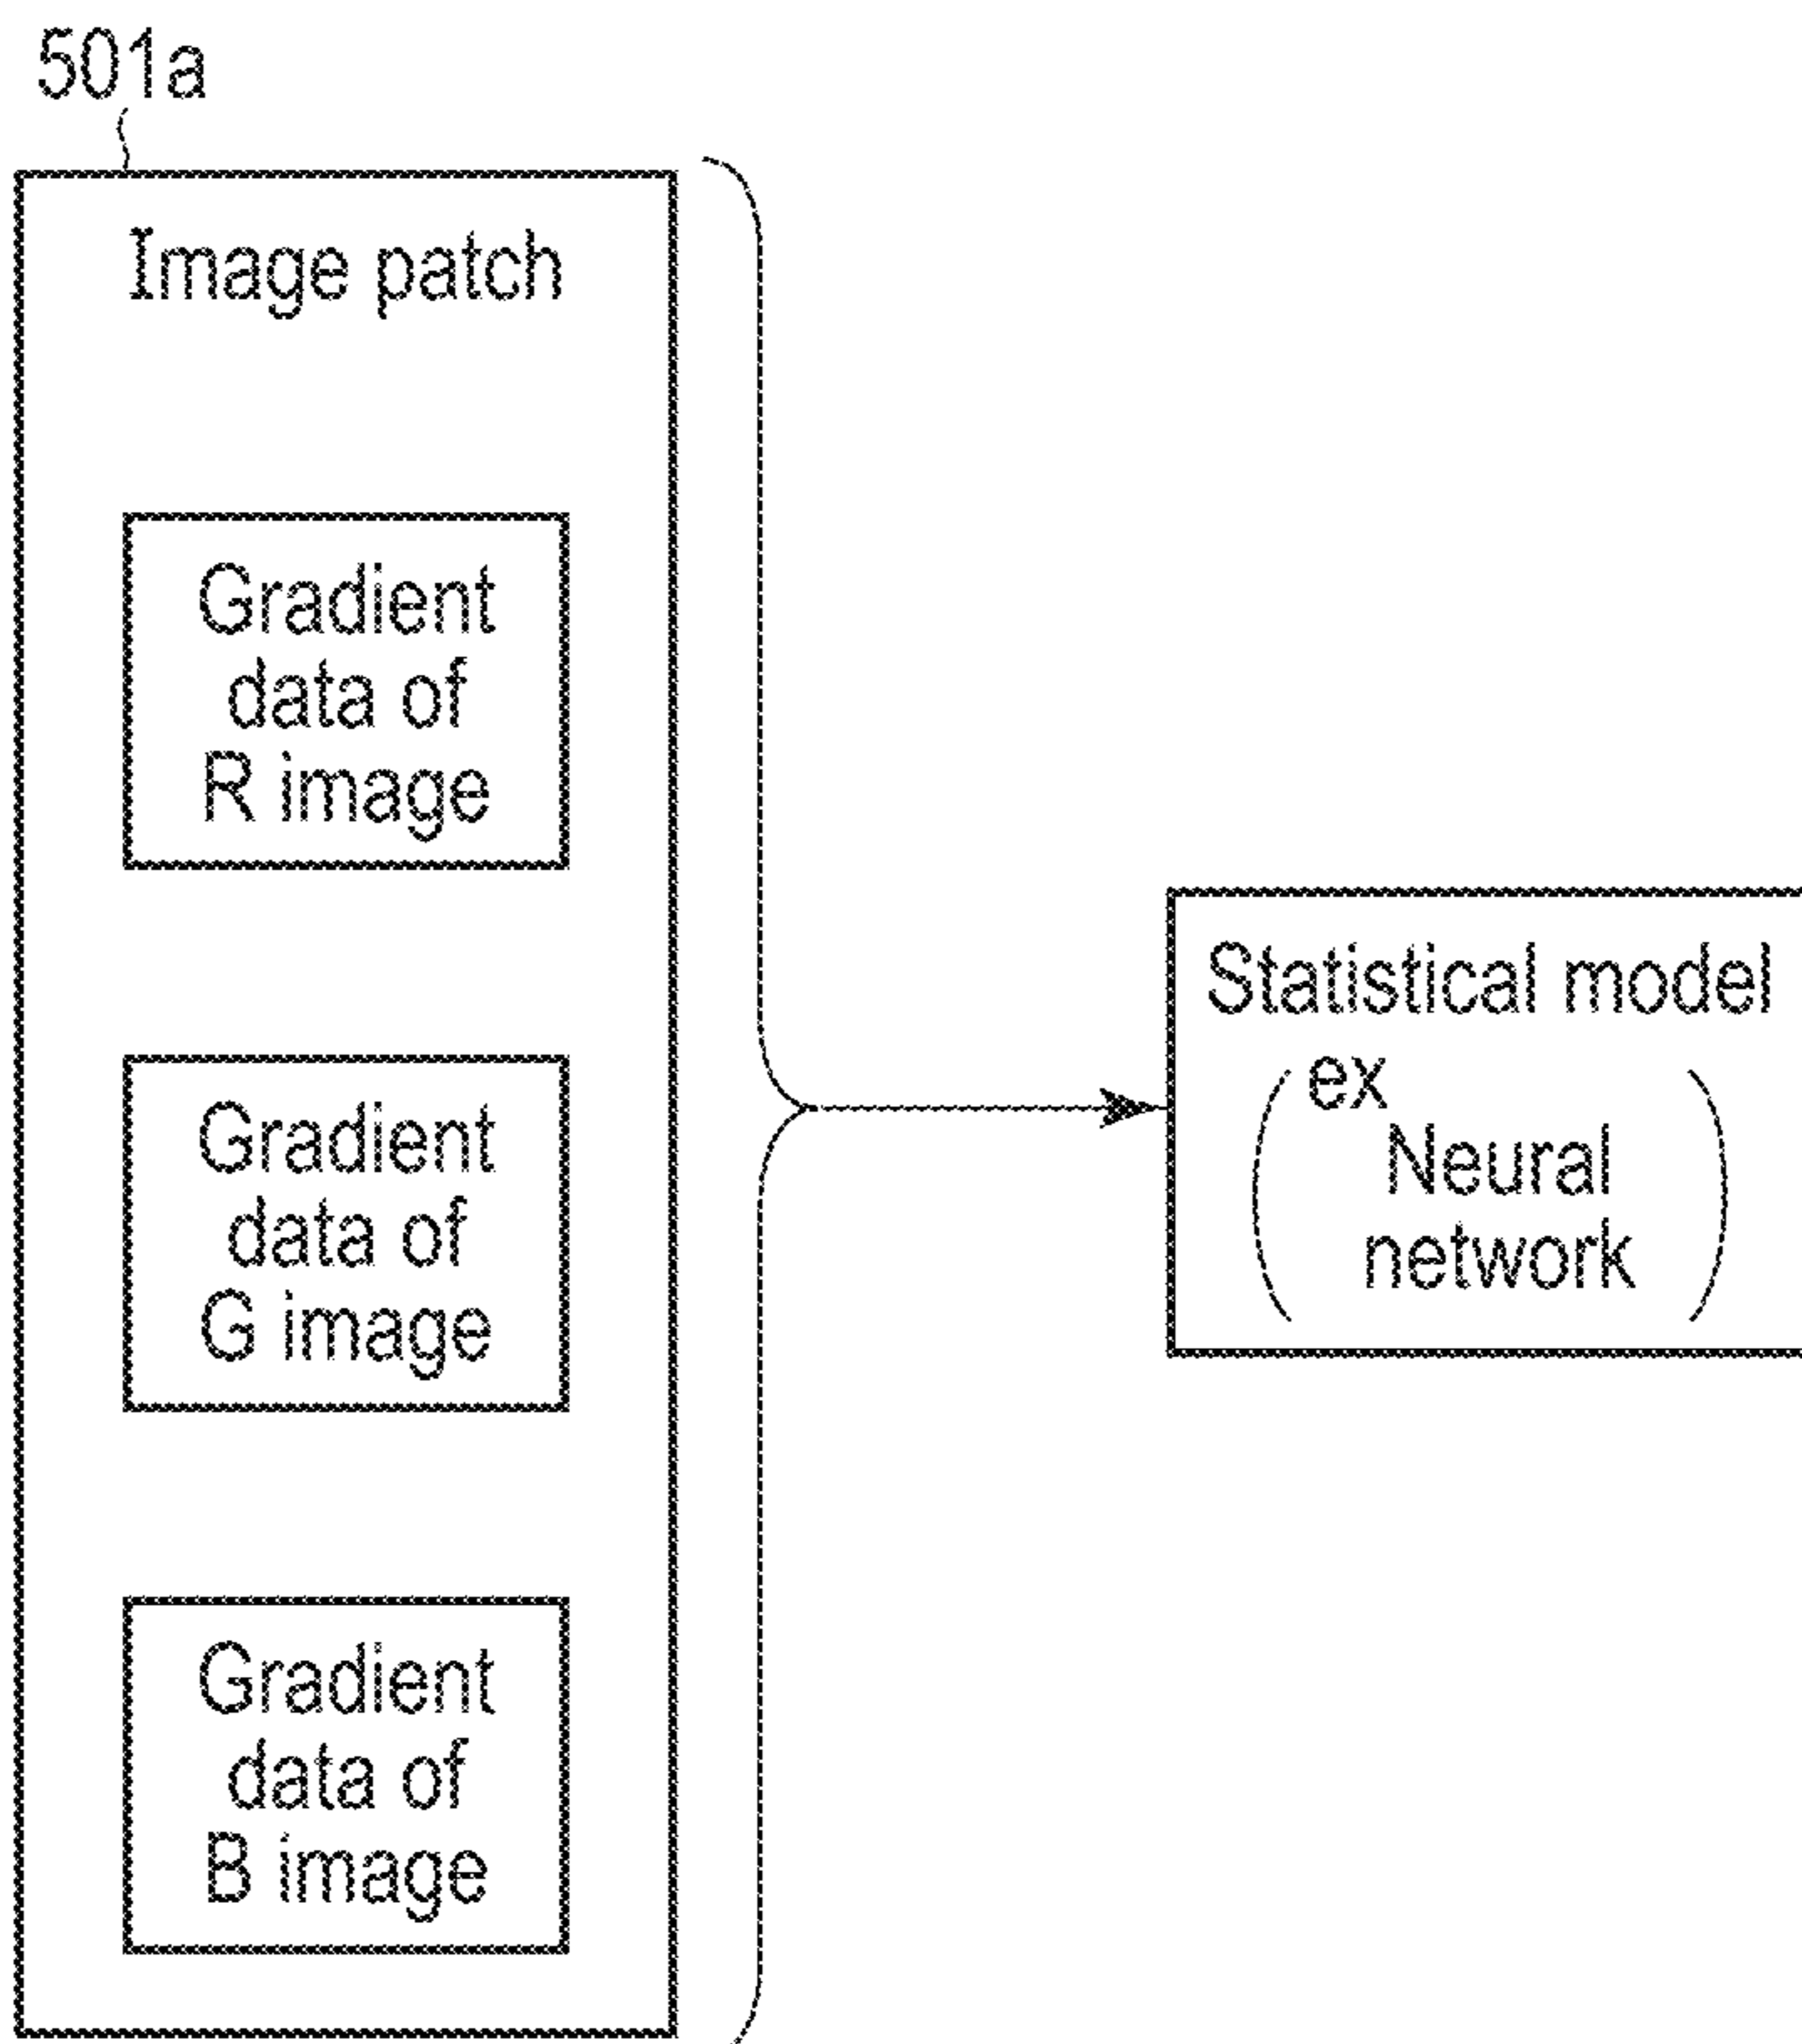 501a
Image patch
Gradient
data of
R image
Gradient
data of
G image
Gradient
data of
B image
Statistical model
ex
Neural
network